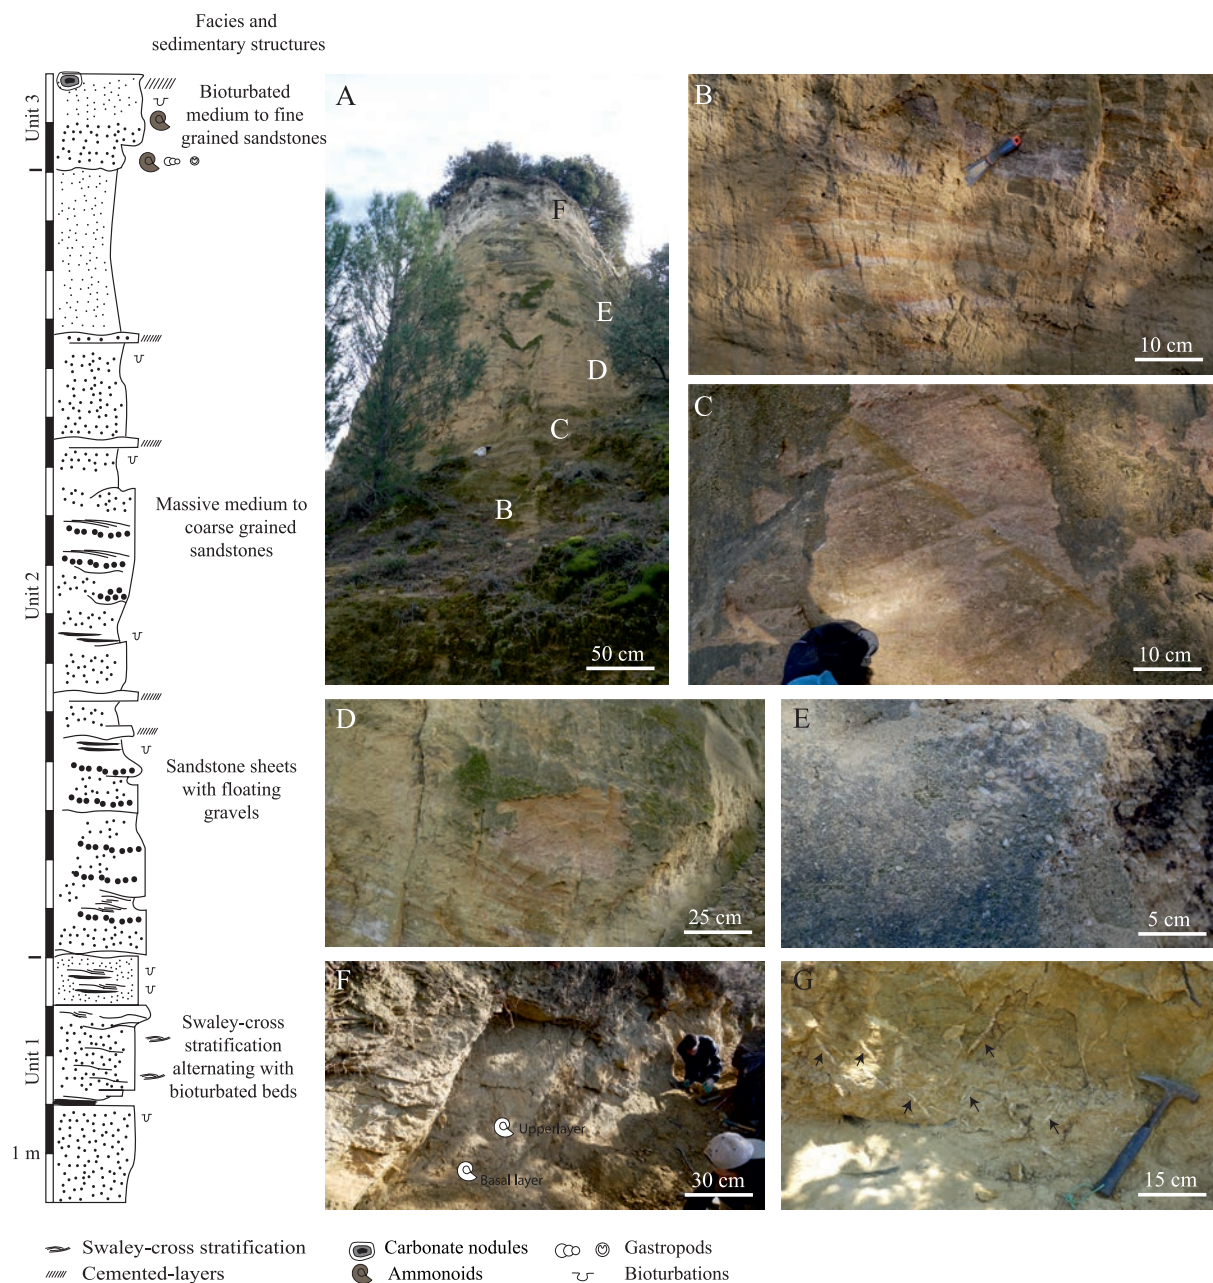 Facies and
sedimentary structures
Unit 3
Bioturbated
medium to fine
grained sandstones
Massive medium to
coarse grained
sandstones
Unit 2
Sandstone sheets
with floating
gravels
Unit 1
Swaley-cross
stratification
alternating with
bioturbated beds
1 m
A
F
E
D
C
B
50 cm
B
10 cm
C
10 cm
D
25 cm
E
5 cm
F
Upperlayer
Basal layer
30 cm
G
15 cm
Swaley-cross stratification
Cemented-layers
Carbonate nodules
Ammonoids
Gastropods
Bioturbations